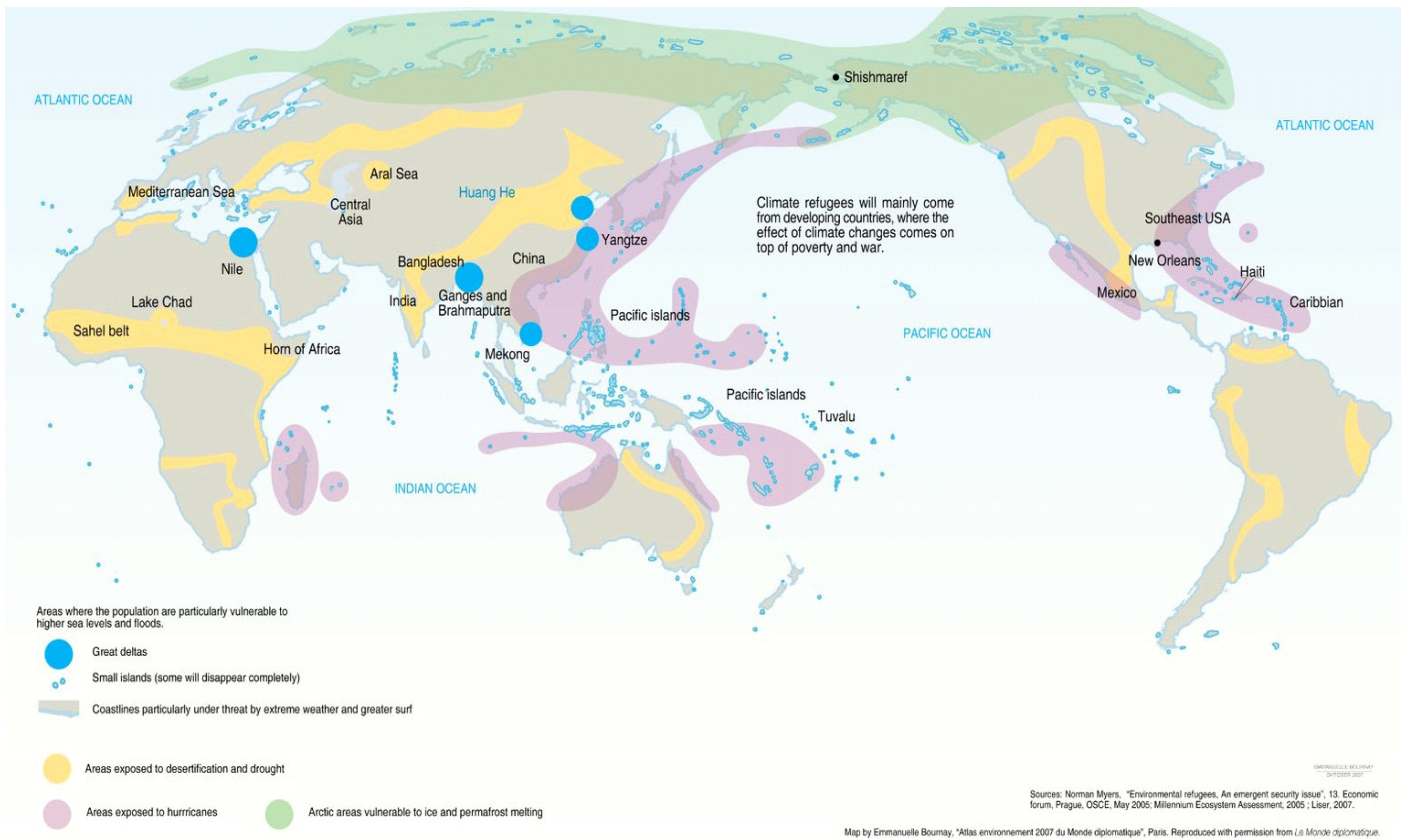 Shishmaref
ATLANTIC OCEAN
ATLANTIC OCEAN
Aral Sea
Mediterranean Sea
Huang He
Central
Asia
Climate refugees will mainly come
from developing countries, where the
effect of climate changes comes on
top of poverty and war.
Southeast USA
Yangtze
Nile
Bangladesh
China
New Orleans
Haiti
India
Ganges and
Brahmaputra
Lake Chad
Mexico
Caribbian
Pacific islands
Sahel belt
PACIFIC OCEAN
Horn of Africa
Mekong
Pacific islands
Tuvalu
INDIAN OCEAN
Areas where the population are particularly vulnerable to
higher sea levels and floods.
Great deltas
Small islands (some will disappear completely)
Coastlines particularly under threat by extreme weather and greater surf
Areas exposed to desertification and drought
Areas exposed to hurrricanes
Arctic areas vulnerable to ice and permafrost melting
EMMANUELLE BOURNAY
OKTOBER 2007
Sources: Norman Myers, "Environmental refugees, An emergent security issue", 13. Economic
forum, Prague, OSCE, May 2005; Millennium Ecosystem Assessment, 2005 ; Liser, 2007.
Map by Emmanuelle Bournay, "Atlas environnement 2007 du Monde diplomatique", Paris. Reproduced with permission from Le Monde diplomatique.